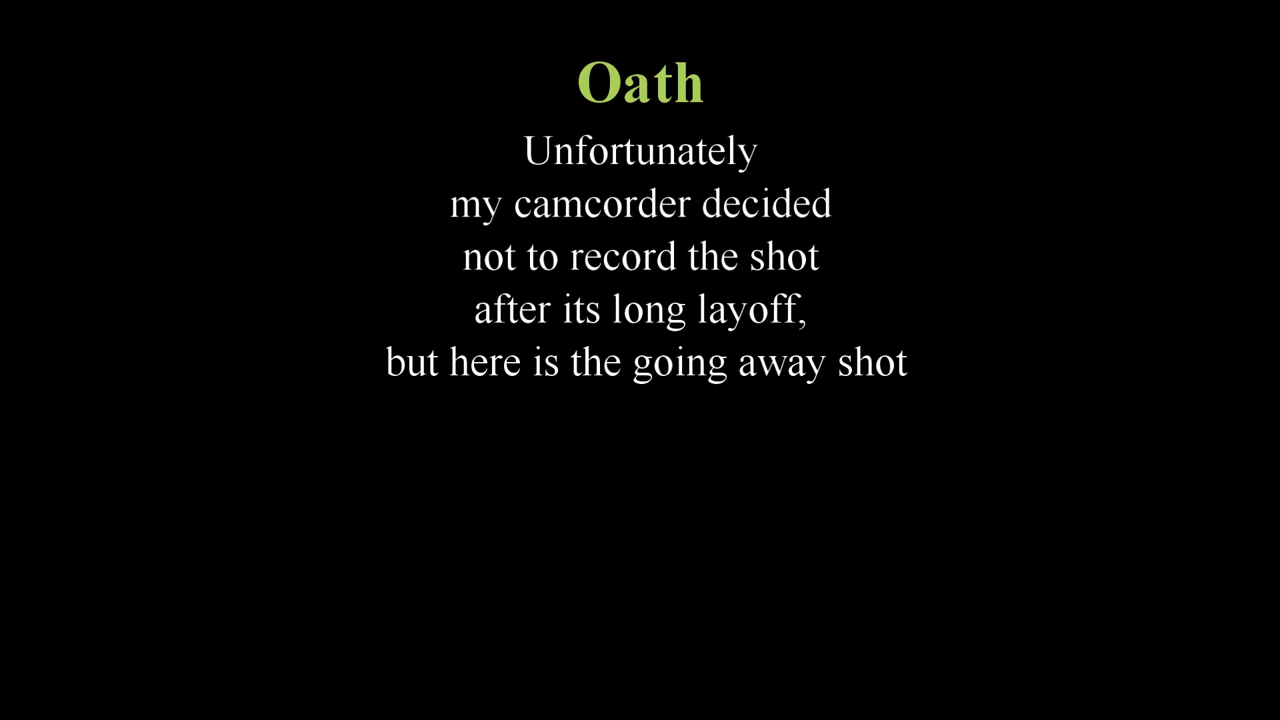 Oath
Unfortunately
my camcorder decided
not to record the shot
after its long layoff,
but here is the going away shot